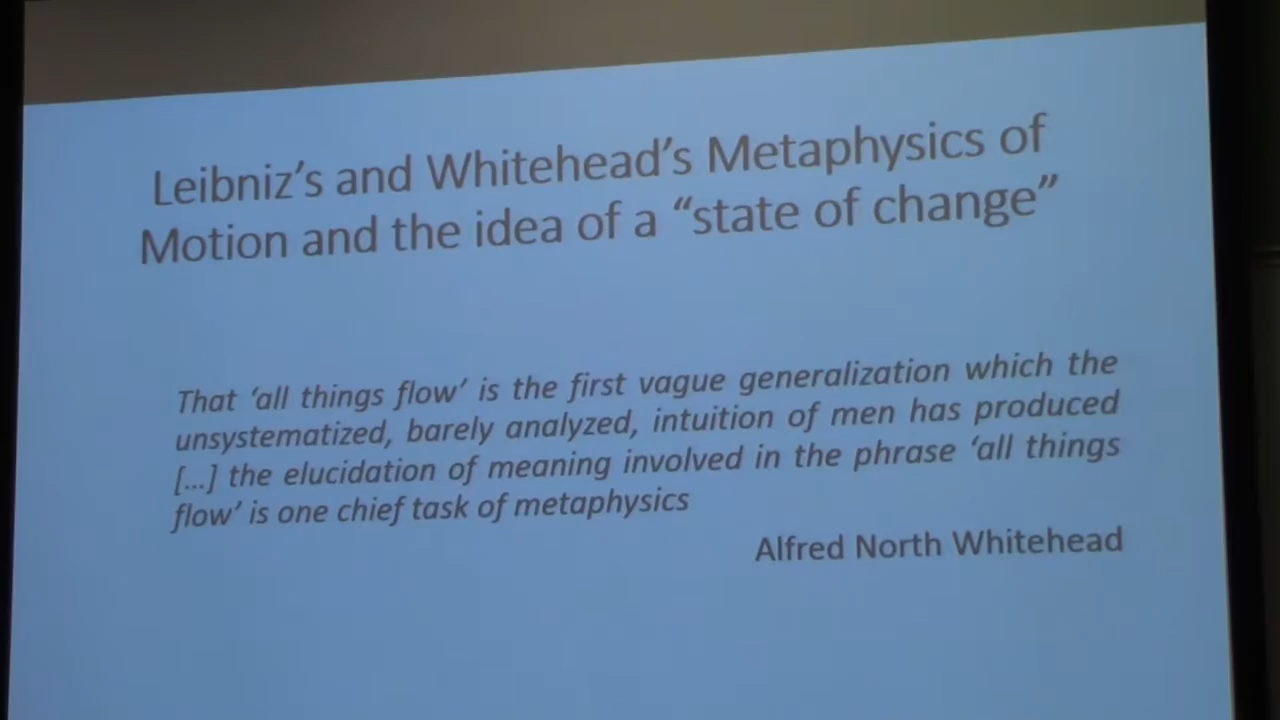 Leibniz’s and Whitehead’s Metaphysics of
Motion and the idea of a “state of change”
That ‘all things flow’ is the first vague generalization which the
unsystematized, barely analyzed, intuition of men has produced
[...] the elucidation of meaning involved in the phrase ‘all things
flow’ is one chief task of metaphysics
Alfred North Whitehead